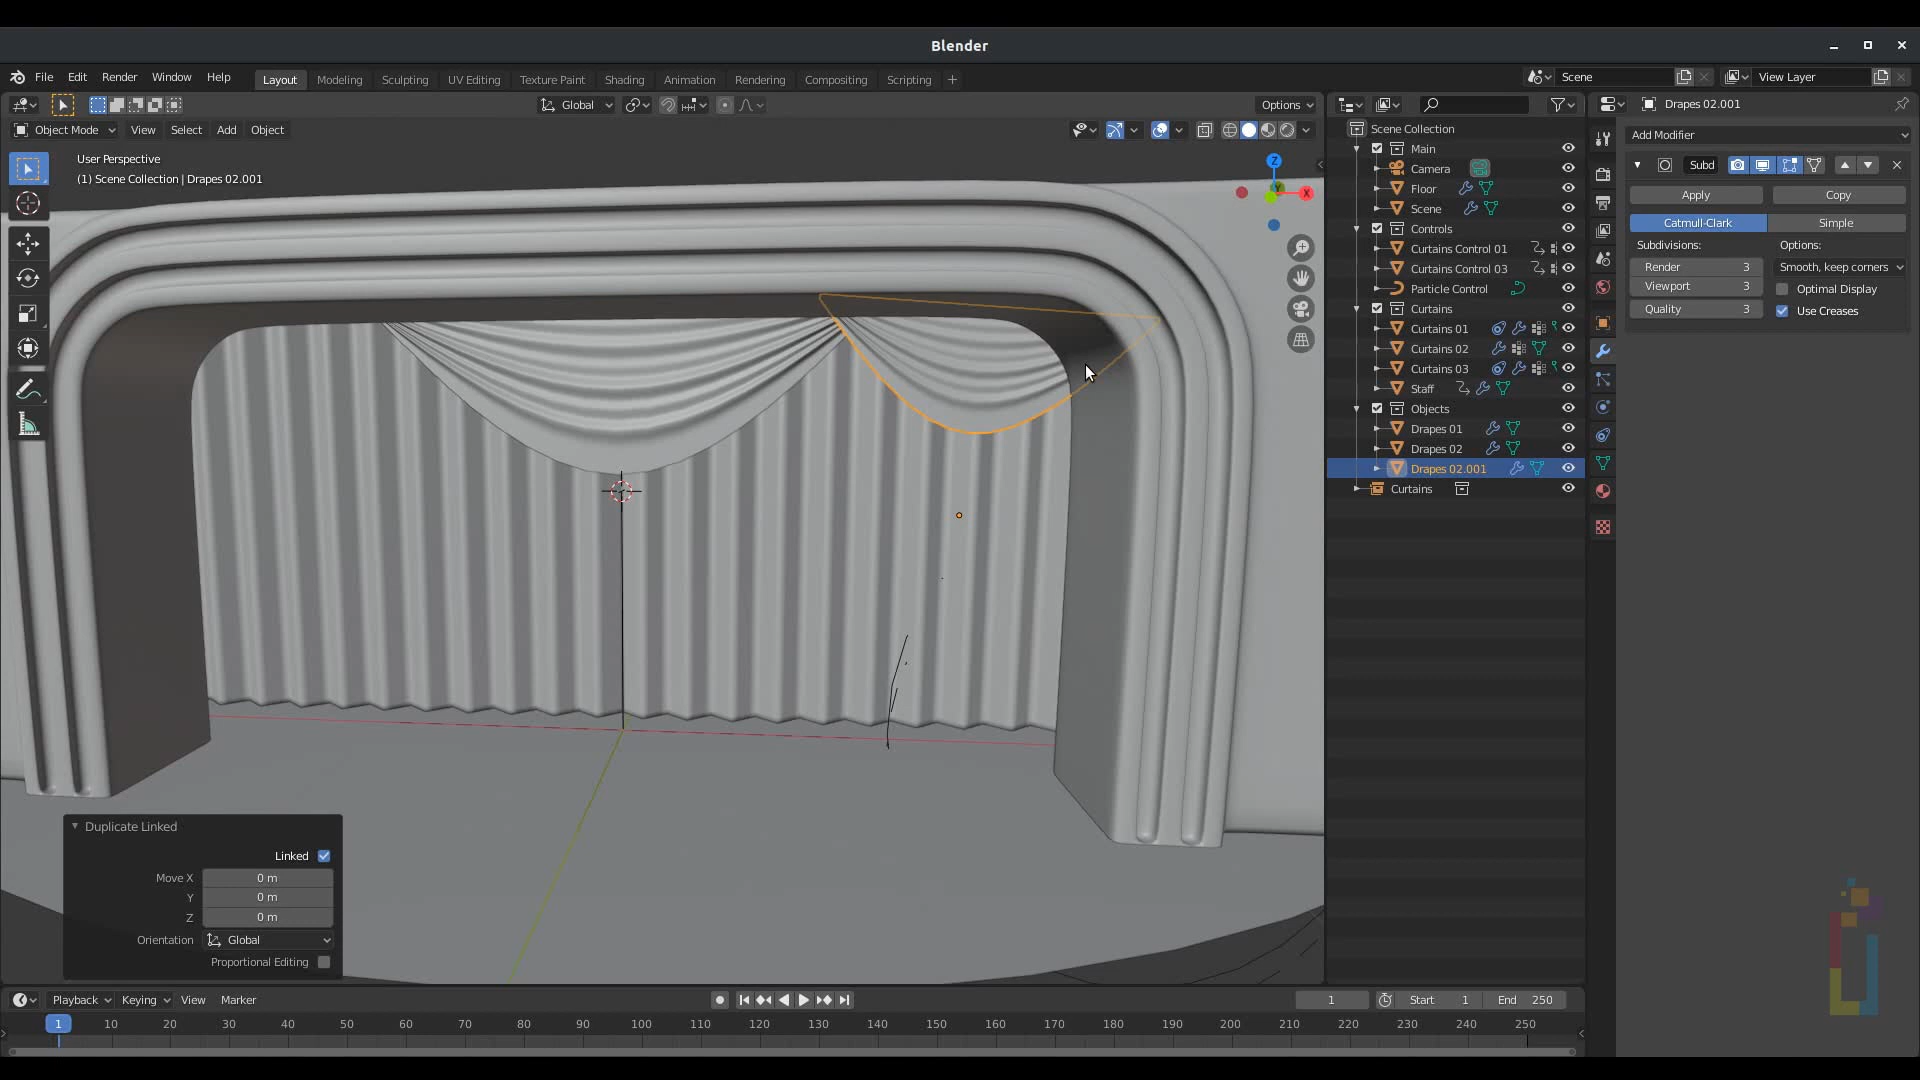 Blender
File Edit Render Window Help
Layout Modeling Sculpting UV Editing Texture Paint Shading Animation Rendering Compositing Scripting +
Scene
View Layer
Global
Options
Object Mode View Select Add Object
User Perspective
(1) Scene Collection | Drapes 02.001
Z
Y
X
Duplicate Linked
Linked
Move X 0 m
Y 0 m
Z 0 m
Orientation Global
Proportional Editing
Scene Collection
Main
Camera
Floor
Scene
Controls
Curtains Control 01
Curtains Control 03
Particle Control
Curtains
Curtains 01
Curtains 02
Curtains 03
Staff
Objects
Drapes 01
Drapes 02
Drapes 02.001
Curtains
Drapes 02.001
Add Modifier
Subd
Apply Copy
Catmull-Clark Simple
Subdivisions: Options:
Render 3 Smooth, keep corners
Viewport 3 Optimal Display
Quality 3 Use Creases
Playback Keying View Marker
1 Start 1 End 250
1 10 20 30 40 50 60 70 80 90 100 110 120 130 140 150 160 170 180 190 200 210 220 230 240 250